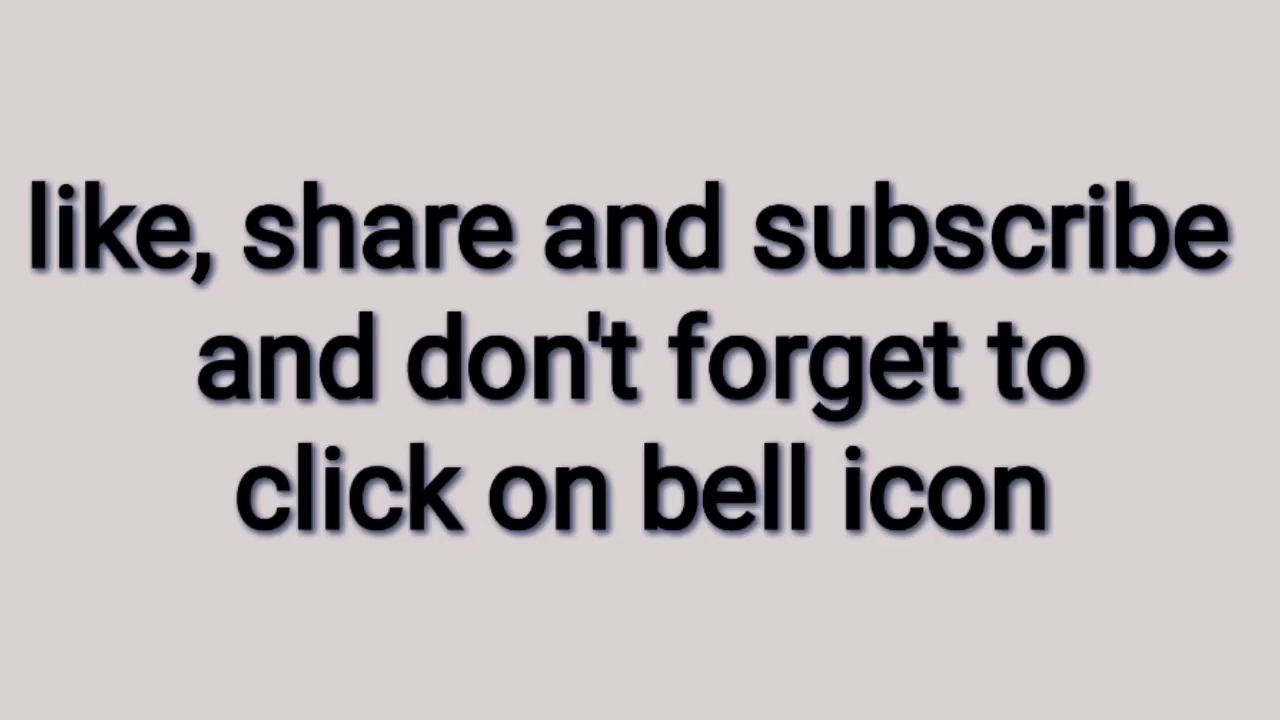 like, share and subscribe
and don't forget to
click on bell icon